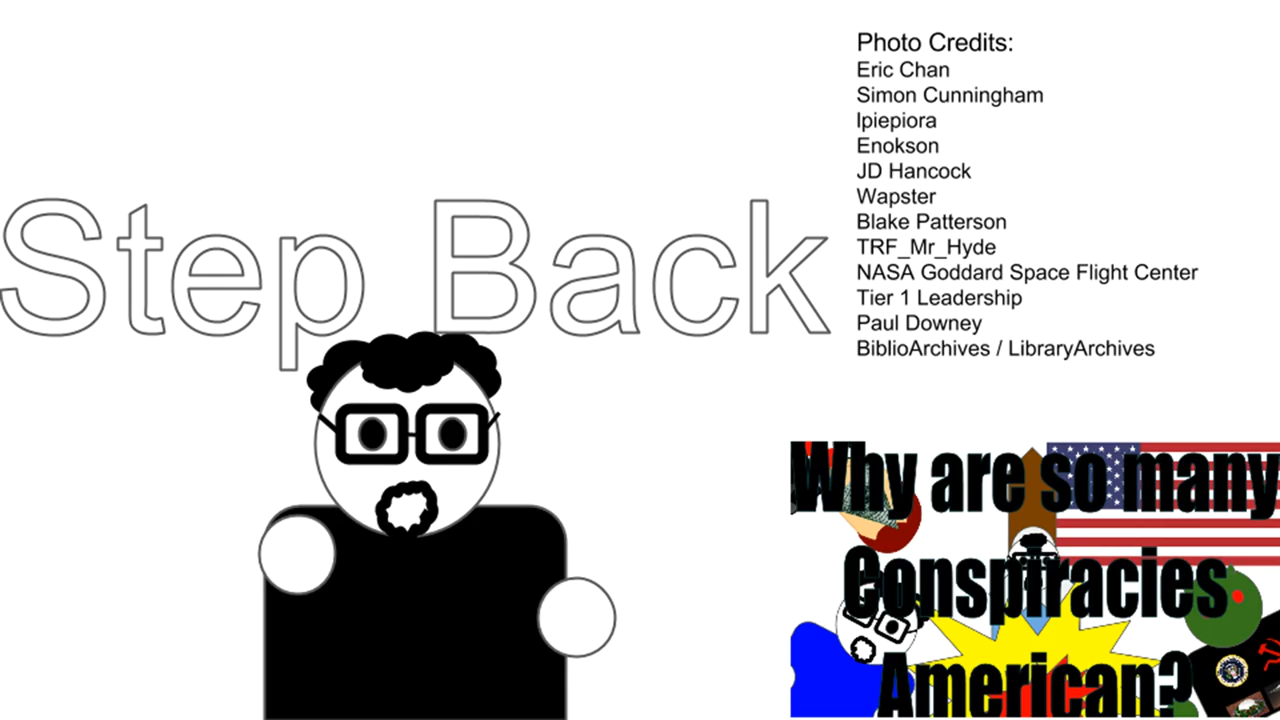 Step Back
Photo Credits:
Eric Chan
Simon Cunningham
Ipiepiora
Enokson
JD Hancock
Wapster
Blake Patterson
TRF_Mr_Hyde
NASA Goddard Space Flight Center
Tier 1 Leadership
Paul Downey
BiblioArchives / LibraryArchives
Why are so many
Conspiracies
American?